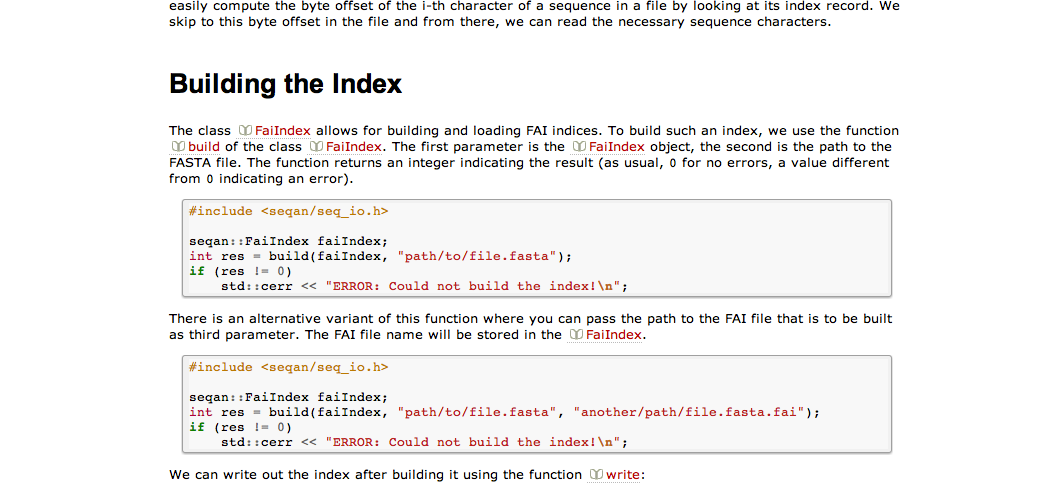 easily compute the byte offset of the i-th character of a sequence in a file by looking at its index record. We
skip to this byte offset in the file and from there, we can read the necessary sequence characters.
Building the Index
The class FaiIndex allows for building and loading FAI indices. To build such an index, we use the function
build of the class FaiIndex. The first parameter is the FaiIndex object, the second is the path to the
FASTA file. The function returns an integer indicating the result (as usual, 0 for no errors, a value different
from 0 indicating an error).
#include <seqan/seq_io.h>
seqan::FaiIndex faiIndex;
int res = build(faiIndex, "path/to/file.fasta");
if (res != 0)
    std::cerr << "ERROR: Could not build the index!\n";
There is an alternative variant of this function where you can pass the path to the FAI file that is to be built
as third parameter. The FAI file name will be stored in the FaiIndex.
#include <seqan/seq_io.h>
seqan::FaiIndex faiIndex;
int res = build(faiIndex, "path/to/file.fasta", "another/path/file.fasta.fai");
if (res != 0)
    std::cerr << "ERROR: Could not build the index!\n";
We can write out the index after building it using the function write: